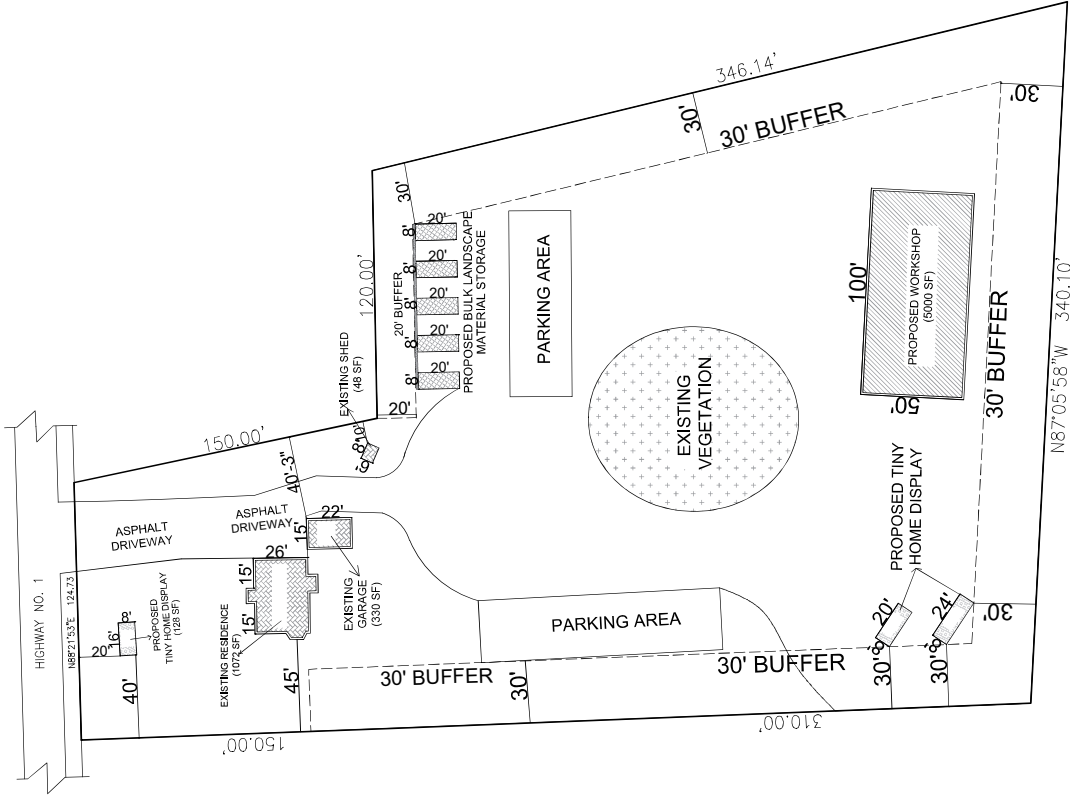 HIGHWAY NO. 1
N88°21'53"E 124.73
150.00'
120.00'
346.14'
N87°05'58"W 340.10'
310.00'
150.00'
ASPHALT
DRIVEWAY
ASPHALT
DRIVEWAY
40'-3"
PROPOSED
TINY HOME DISPLAY
(128 SF)
8'
16'
20'
40'
EXISTING RESIDENCE
(1072 SF)
26'
15'
15'
45'
EXISTING
GARAGE
(330 SF)
22'
15'
EXISTING SHED
(48 SF)
8'
10'
6'
20'
20' BUFFER
30'
20'
8'
20'
8'
20'
8'
20'
8'
20'
8'
PROPOSED BULK LANDSCAPE
MATERIAL STORAGE
PARKING AREA
30'
30' BUFFER
30'
EXISTING
VEGETATION
PROPOSED WORKSHOP
(5000 SF)
100'
50'
30' BUFFER
PROPOSED TINY
HOME DISPLAY
20'
8'
24'
8'
30'
30'
30'
PARKING AREA
30' BUFFER
30'
30' BUFFER